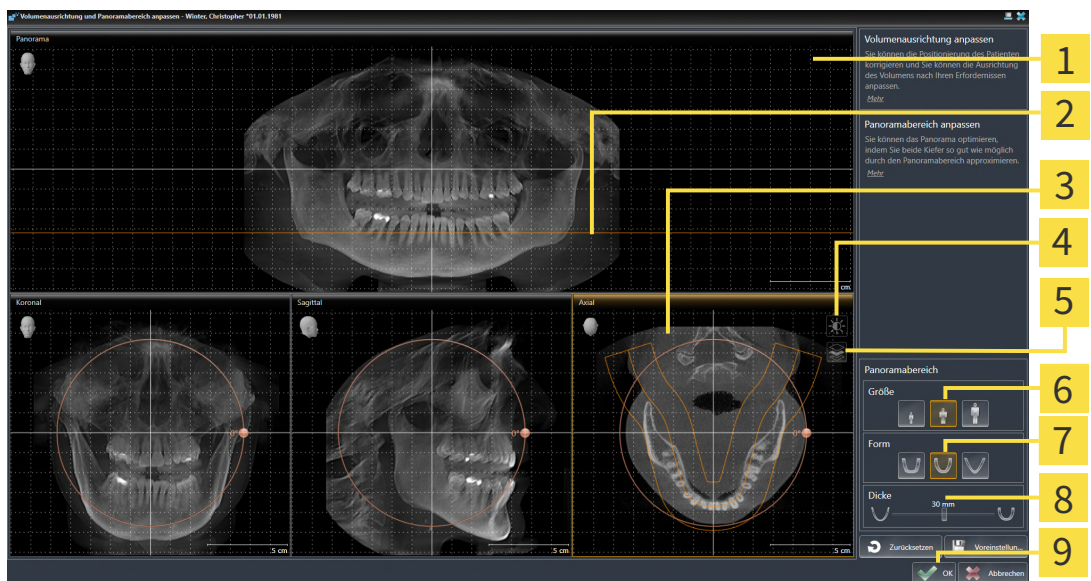 Volumenausrichtung und Panoramabereich anpassen - Winter, Christopher *01.01.1981
Panorama
cm
Koronal
0°
.5 cm
Sagittal
0°
.5 cm
Axial
0°
.5 cm
Volumenausrichtung anpassen
Sie können die Positionierung des Patienten
korrigieren und Sie können die Ausrichtung
des Volumens nach Ihren Erfordernissen
anpassen.
Mehr
Panoramabereich anpassen
Sie können das Panorama optimieren,
indem Sie beide Kiefer so gut wie möglich
durch den Panoramabereich approximieren.
Mehr
Panoramabereich
Größe
Form
Dicke
30 mm
Zurücksetzen
Voreinstellun...
OK
Abbrechen
1
2
3
4
5
6
7
8
9